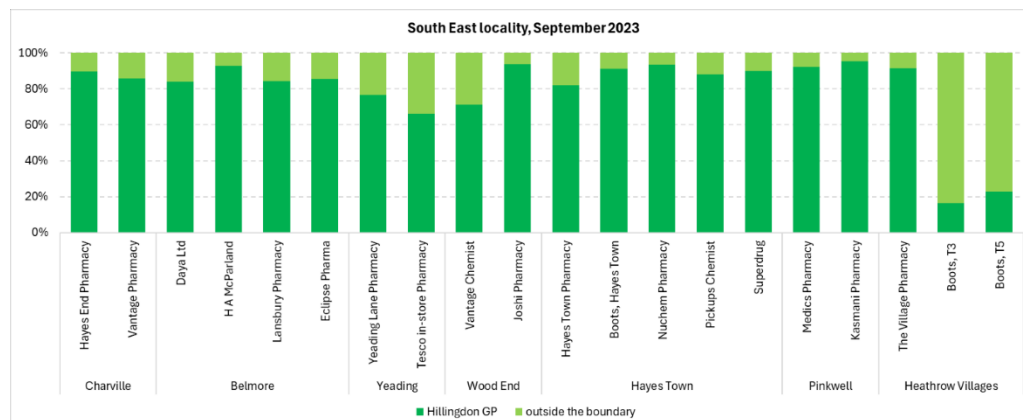 South East locality, September 2023
100%
80%
60%
40%
20%
0%
Hayes End Pharmacy
Vantage Pharmacy
Daya Ltd
H A McParland
Lansbury Pharmacy
Eclipse Pharma
Yeading Lane Pharmacy
Tesco in-store Pharmacy
Vantage Chemist
Joshi Pharmacy
Hayes Town Pharmacy
Boots, Hayes Town
Nuchem Pharmacy
Pickups Chemist
Superdrug
Medics Pharmacy
Kasmani Pharmacy
The Village Pharmacy
Boots, T3
Boots, T5
Charville
Belmore
Yeading
Wood End
Hayes Town
Pinkwell
Heathrow Villages
Hillingdon GP
outside the boundary